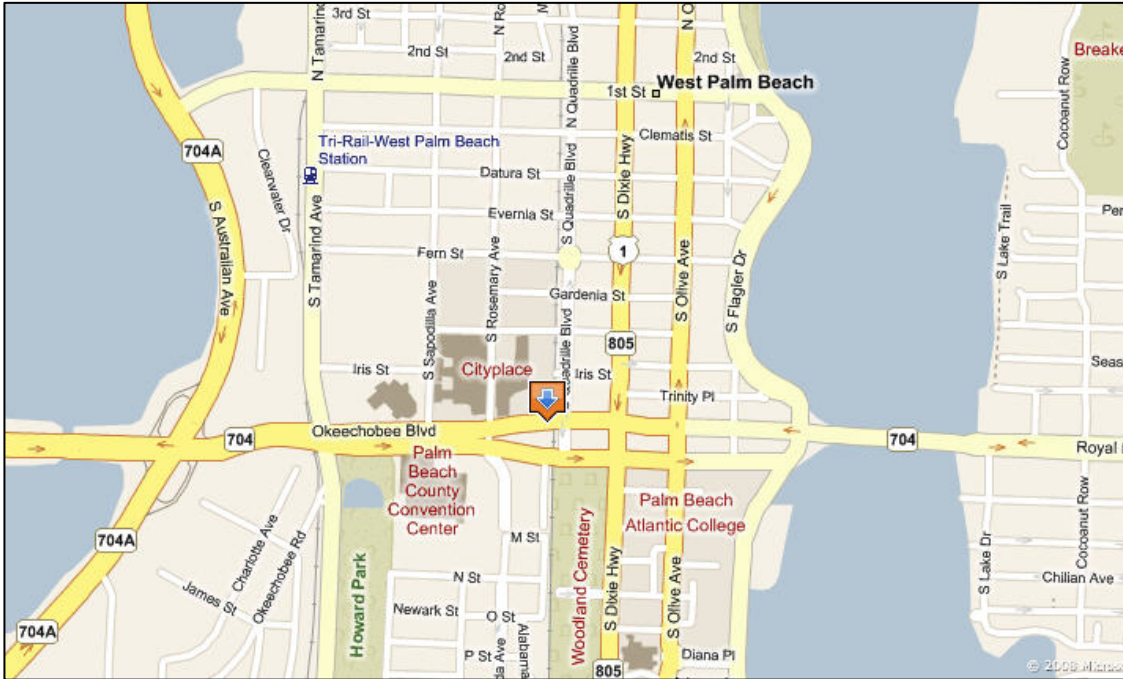 3rd St
N Tamarind
2nd St
2nd St
N Quadrille Blvd
2nd St
West Palm Beach
1st St
Cocoanut Row
704A
Clearwater Dr
Tri-Rail-West Palm Beach
Station
Clematis St
Datura St
Evernia St
S Quadrille Blvd
S Dixie Hwy
S Australian Ave
S Tamarind Ave
Fern St
S Rosemary Ave
1
S Olive Ave
S Flagler Dr
S Lake Trail
Gardenia St
S Sapodilla Ave
805
Iris St
Cityplace
Iris St
Trinity Pl
704
Okeechobee Blvd
704
Royal
Palm
Beach
County
Convention
Center
Palm Beach
Atlantic College
704A
Charlotte Ave
Okeechobee Rd
James St
Howard Park
M St
N St
Newark St
O St
P St
Alabama
Woodland Cemetery
S Dixie Hwy
S Olive Ave
S Lake Dr
Cocoanut Row
Chilian Ave
704A
805
Diana Pl
© 2008